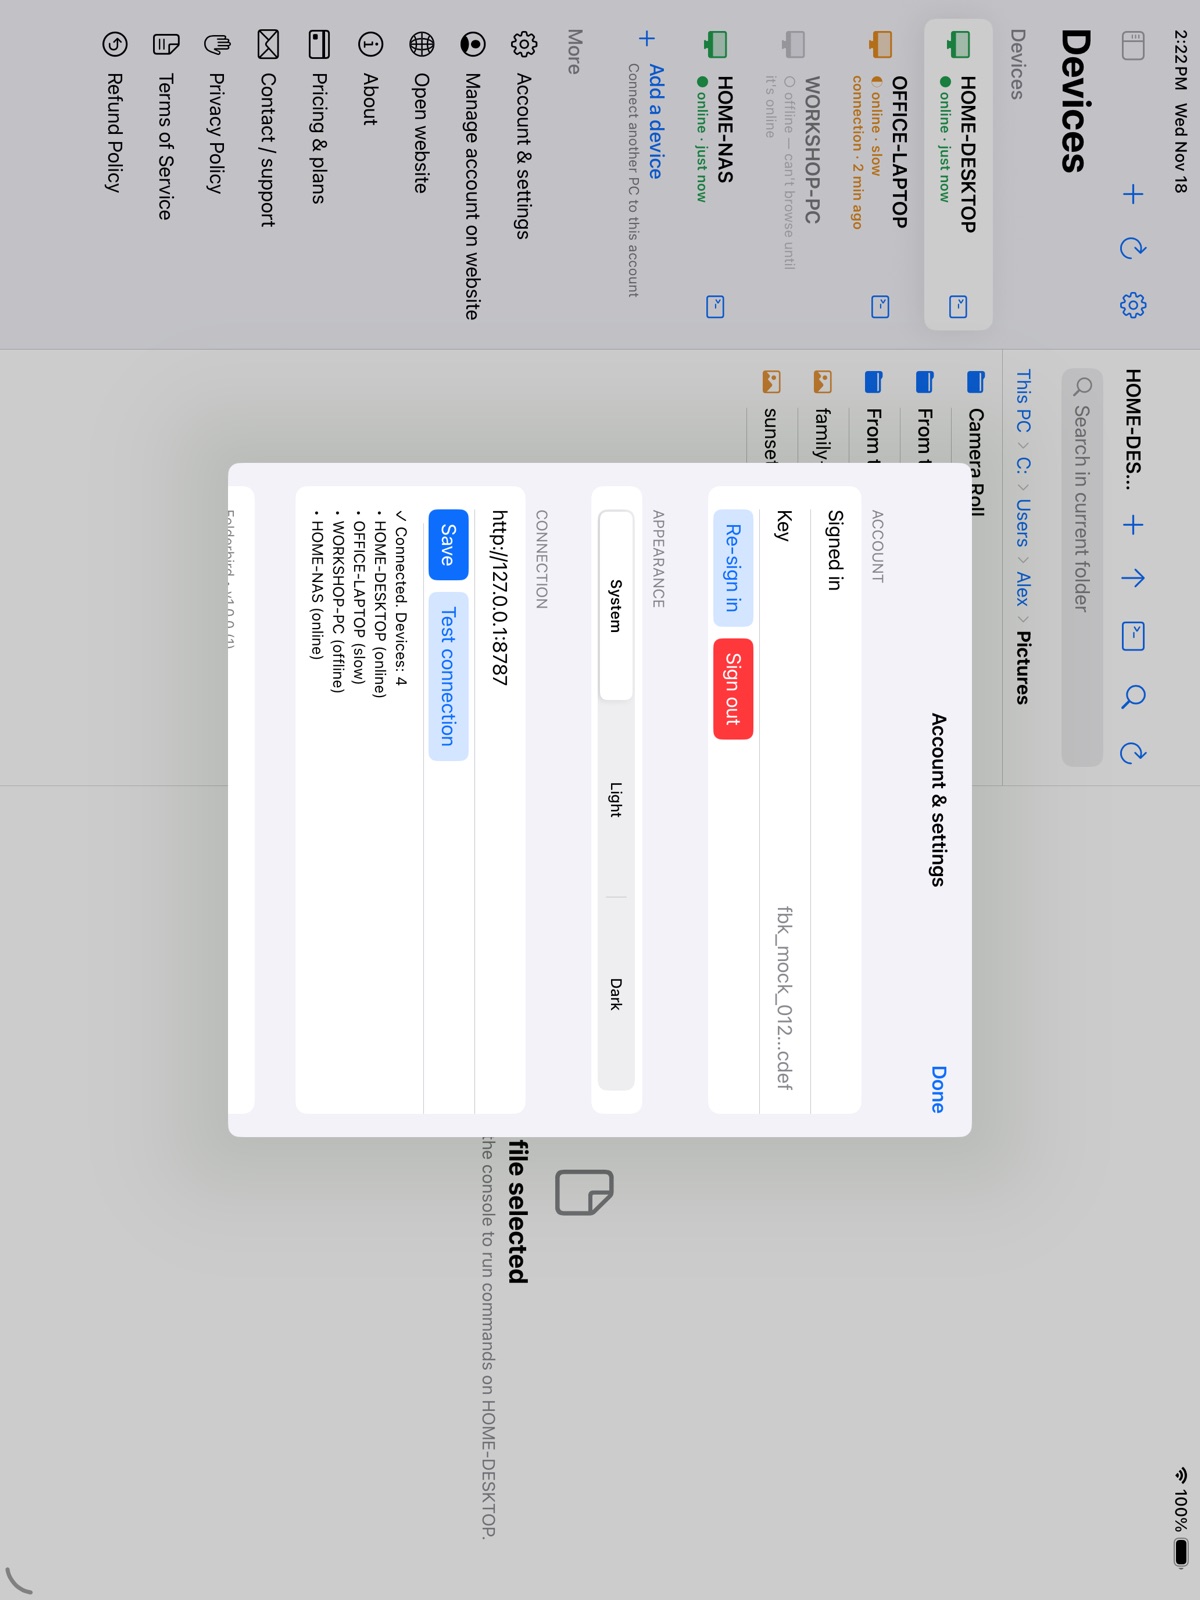 2:22 PM Wed Nov 18
100%
Devices
Devices
HOME-DESKTOP
online · just now
OFFICE-LAPTOP
online · slow
connection · 2 min ago
WORKSHOP-PC
offline — can't browse until
it's online
HOME-NAS
online · just now
Add a device
Connect another PC to this account
More
Account & settings
Manage account on website
Open website
About
Pricing & plans
Contact / support
Privacy Policy
Terms of Service
Refund Policy
HOME-DES...
Search in current folder
This PC > C: > Users > Alex > Pictures
Camera Roll
From t
From t
family-
sunset
Account & settings
Done
ACCOUNT
Signed in
Key
fbk_mock_012...cdef
Re-sign in
Sign out
APPEARANCE
System
Light
Dark
CONNECTION
http://127.0.0.1:8787
Save
Test connection
✓ Connected. Devices: 4
• HOME-DESKTOP (online)
• OFFICE-LAPTOP (slow)
• WORKSHOP-PC (offline)
• HOME-NAS (online)
Folderbird • v1.0.0 (1)
file selected
the console to run commands on HOME-DESKTOP.